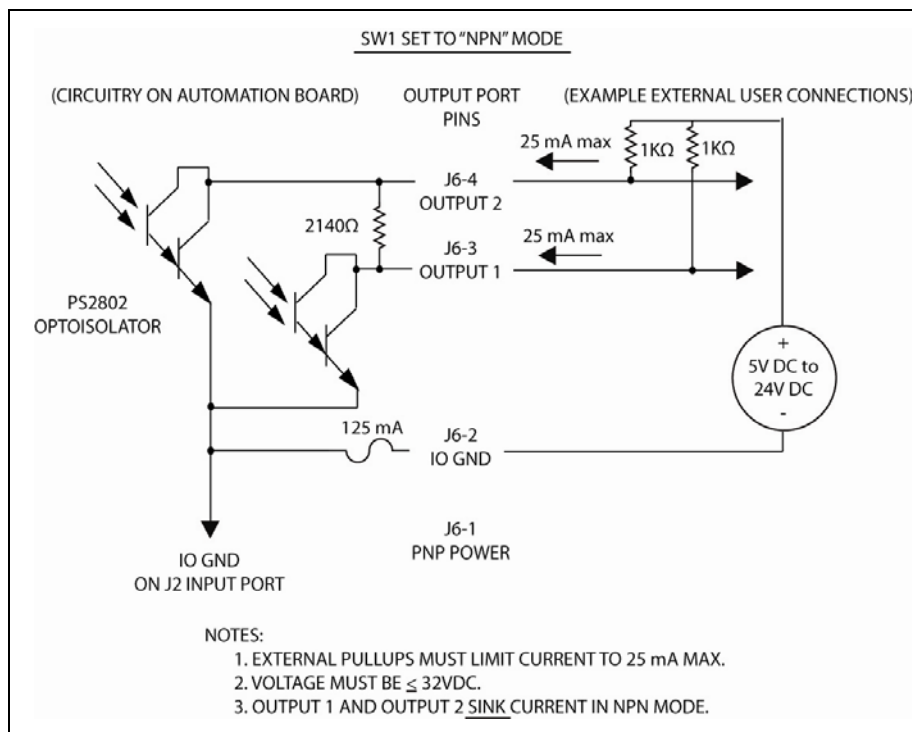 SW1 SET TO "NPN" MODE
(CIRCUITRY ON AUTOMATION BOARD)
OUTPUT PORT
PINS
(EXAMPLE EXTERNAL USER CONNECTIONS)
25 mA max
1KΩ
1KΩ
J6-4
OUTPUT 2
2140Ω
J6-3
OUTPUT 1
25 mA max
PS2802
OPTOISOLATOR
+
5V DC to
24V DC
-
125 mA
J6-2
IO GND
J6-1
PNP POWER
IO GND
ON J2 INPUT PORT
NOTES:
1. EXTERNAL PULLUPS MUST LIMIT CURRENT TO 25 mA MAX.
2. VOLTAGE MUST BE ≤ 32VDC.
3. OUTPUT 1 AND OUTPUT 2 SINK CURRENT IN NPN MODE.